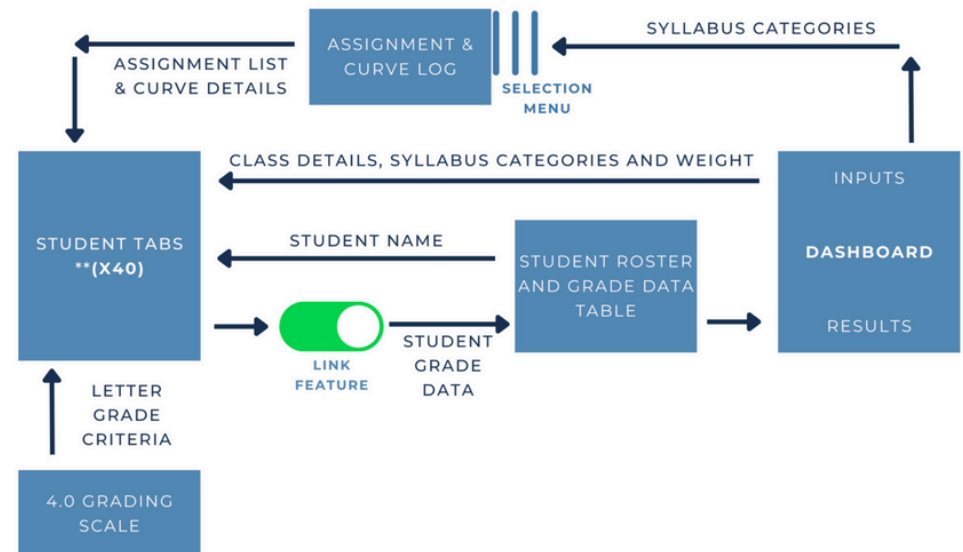 SYLLABUS CATEGORIES
ASSIGNMENT &
CURVE LOG
ASSIGNMENT LIST
& CURVE DETAILS
SELECTION
MENU
CLASS DETAILS, SYLLABUS CATEGORIES AND WEIGHT
INPUTS
DASHBOARD
RESULTS
STUDENT TABS
**(X40)
STUDENT NAME
STUDENT ROSTER
AND GRADE DATA
TABLE
LINK
FEATURE
STUDENT
GRADE
DATA
LETTER
GRADE
CRITERIA
4.0 GRADING
SCALE